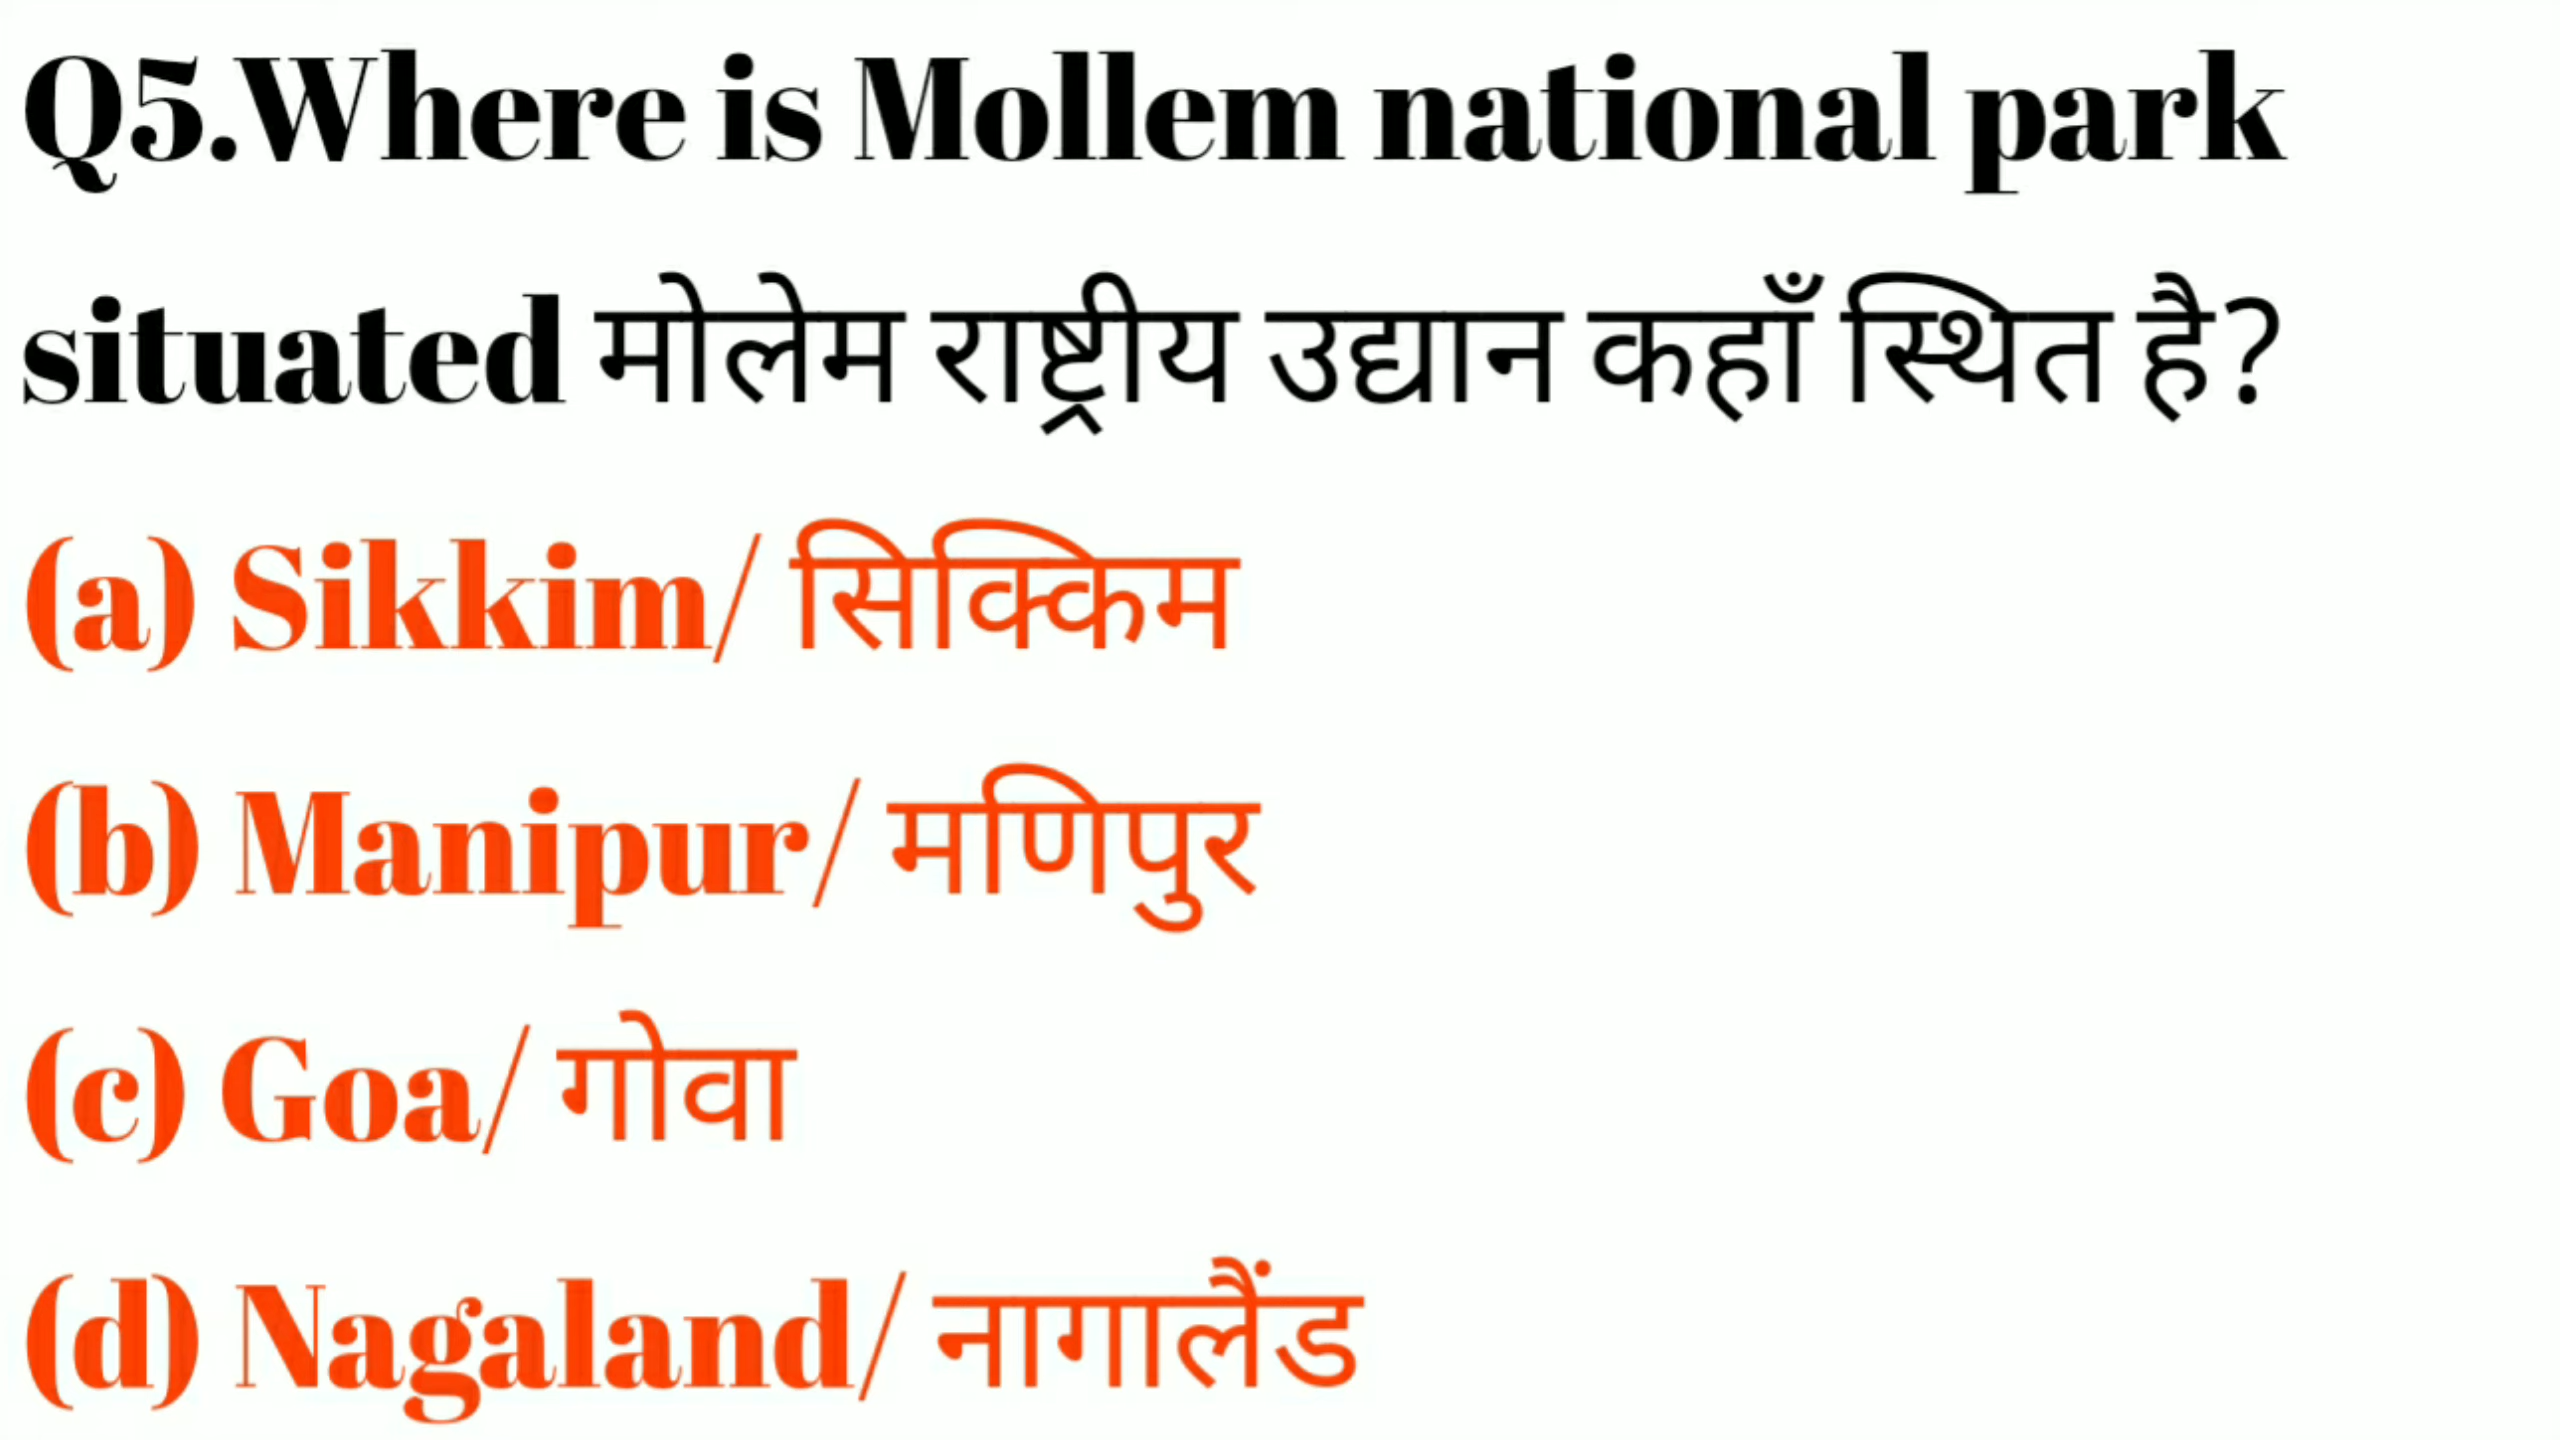 Q5.Where is Mollem national park
situated मोलेम राष्ट्रीय उद्यान कहाँ स्थित है?
(a) Sikkim/ सिक्किम
(b) Manipur/ मणिपुर
(c) Goa/ गोवा
(d) Nagaland/ नागालैंड